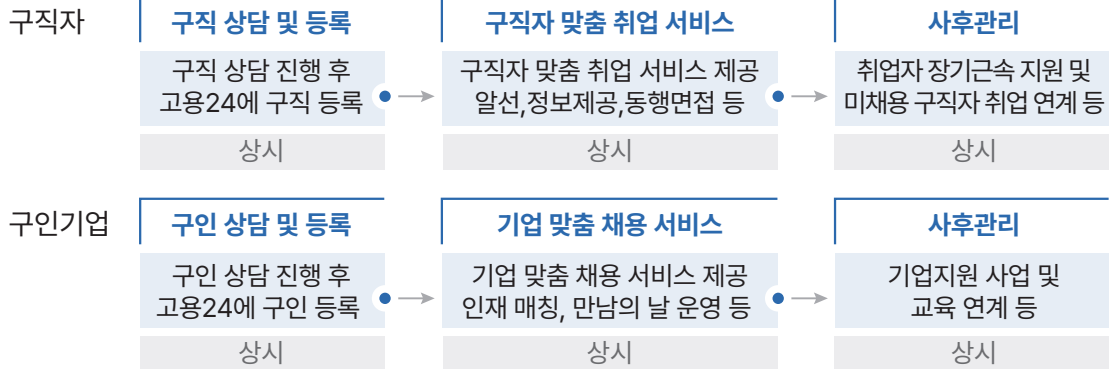 구직자
구직 상담 및 등록
구직자 맞춤 취업 서비스
사후관리
구직 상담 진행 후
고용24에 구직 등록
구직자 맞춤 취업 서비스 제공
알선,정보제공,동행면접 등
취업자 장기근속 지원 및
미채용 구직자 취업 연계 등
상시
상시
상시
구인기업
구인 상담 및 등록
기업 맞춤 채용 서비스
사후관리
구인 상담 진행 후
고용24에 구인 등록
기업 맞춤 채용 서비스 제공
인재 매칭, 만남의 날 운영 등
기업지원 사업 및
교육 연계 등
상시
상시
상시